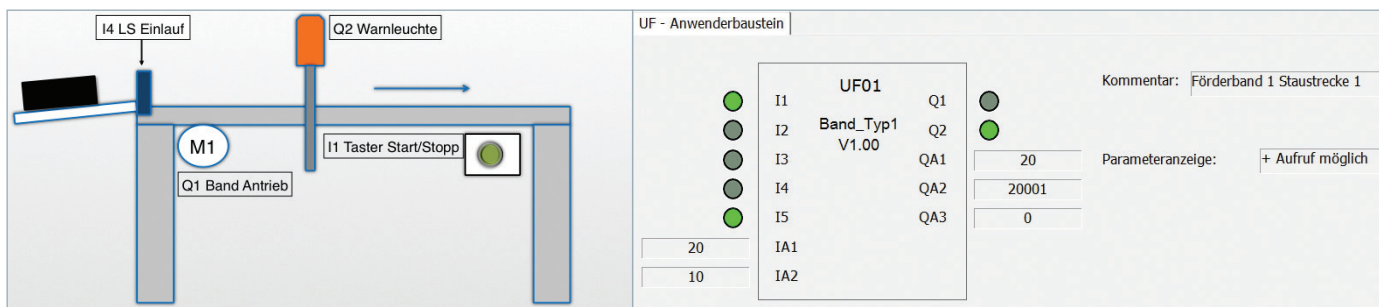 I4 LS Einlauf
Q2 Warnleuchte
M1
I1 Taster Start/Stopp
Q1 Band Antrieb
UF - Anwenderbaustein
UF01
Band_Typ1
V1.00
I1
I2
I3
I4
I5
20 IA1
10 IA2
Q1
Q2
QA1 20
QA2 20001
QA3 0
Kommentar: Förderband 1 Staustrecke 1
Parameteranzeige: + Aufruf möglich